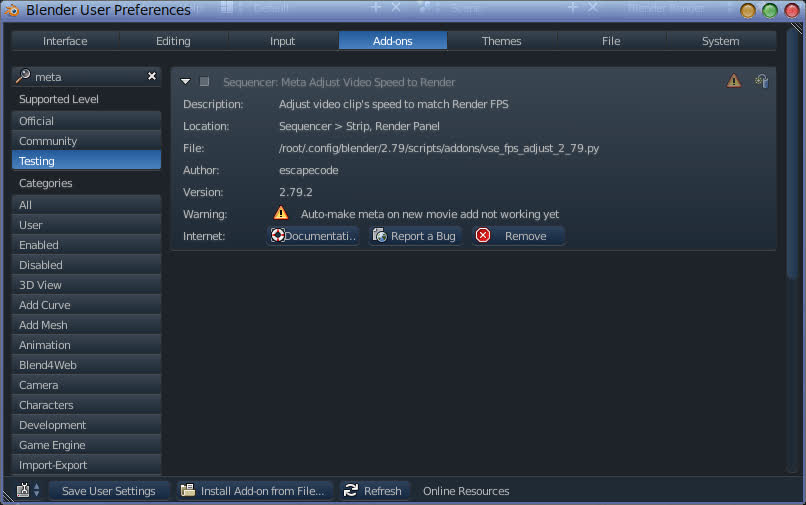 Blender User Preferences
Default
Scene
Blender Render
Interface
Editing
Input
Add-ons
Themes
File
System
meta
Supported Level
Official
Community
Testing
Categories
All
User
Enabled
Disabled
3D View
Add Curve
Add Mesh
Animation
Blend4Web
Camera
Characters
Development
Game Engine
Import-Export
Sequencer: Meta Adjust Video Speed to Render
Description: Adjust video clip's speed to match Render FPS
Location: Sequencer > Strip, Render Panel
File: /root/.config/blender/2.79/scripts/addons/vse_fps_adjust_2_79.py
Author: escapecode
Version: 2.79.2
Warning: Auto-make meta on new movie add not working yet
Internet: Documentati.. Report a Bug Remove
Save User Settings
Install Add-on from File...
Refresh
Online Resources